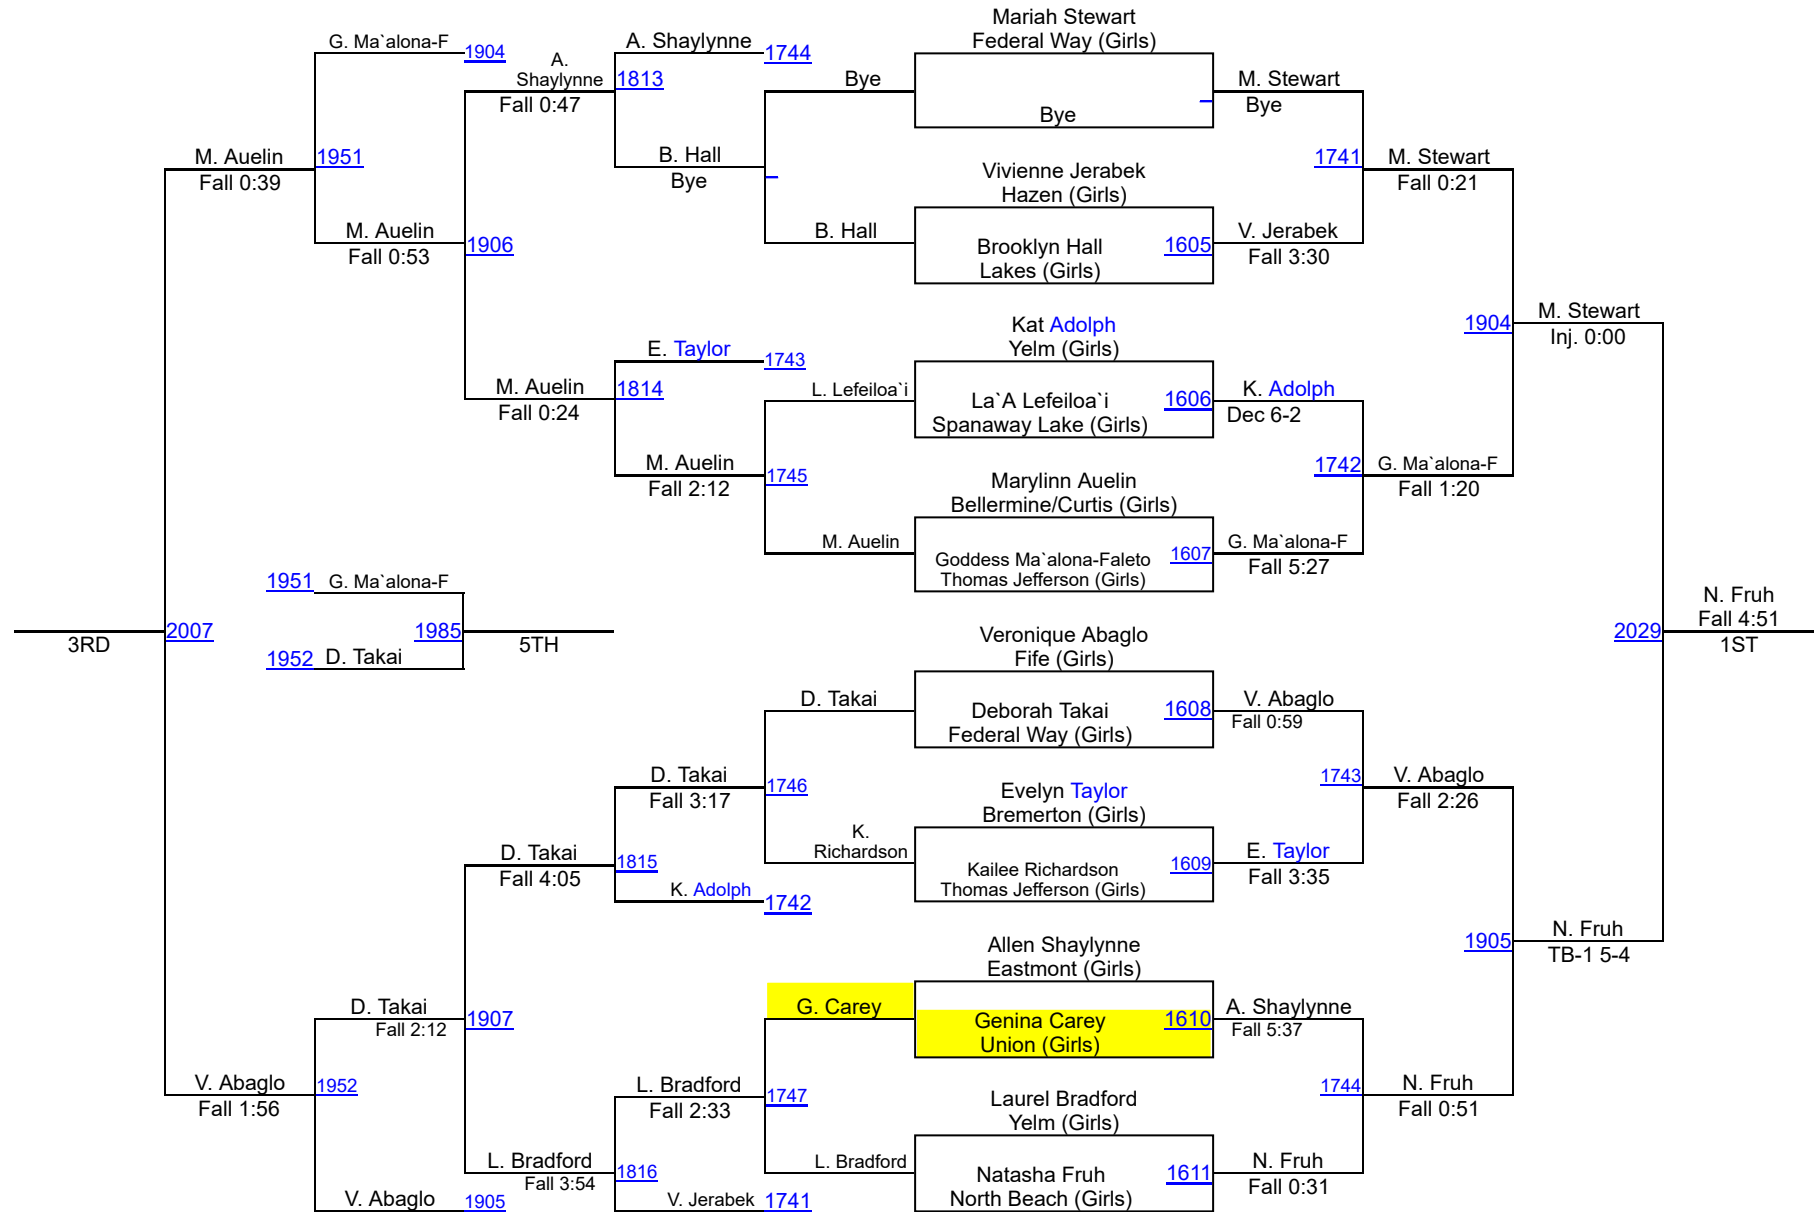 Mariah Stewart
Federal Way (Girls)
Bye
M. Stewart
Bye
Vivienne Jerabek
Hazen (Girls)
Brooklyn Hall
Lakes (Girls)
1605
V. Jerabek
Fall 3:30
Kat Adolph
Yelm (Girls)
La`A Lefeiloa`i
Spanaway Lake (Girls)
1606
K. Adolph
Dec 6-2
Marylinn Auelin
Bellermine/Curtis (Girls)
Goddess Ma`alona-Faleto
Thomas Jefferson (Girls)
1607
G. Ma`alona-F
Fall 5:27
Veronique Abaglo
Fife (Girls)
Deborah Takai
Federal Way (Girls)
1608
V. Abaglo
Fall 0:59
Evelyn Taylor
Bremerton (Girls)
Kailee Richardson
Thomas Jefferson (Girls)
1609
E. Taylor
Fall 3:35
Allen Shaylynne
Eastmont (Girls)
Genina Carey
Union (Girls)
1610
A. Shaylynne
Fall 5:37
Laurel Bradford
Yelm (Girls)
Natasha Fruh
North Beach (Girls)
1611
N. Fruh
Fall 0:31
1741
M. Stewart
Fall 0:21
1742
G. Ma`alona-F
Fall 1:20
1743
V. Abaglo
Fall 2:26
1744
N. Fruh
Fall 0:51
1904
M. Stewart
Inj. 0:00
1905
N. Fruh
TB-1 5-4
2029
N. Fruh
Fall 4:51
1ST
Bye
B. Hall
L. Lefeiloa`i
M. Auelin
D. Takai
K.
Richardson
G. Carey
L. Bradford
A. Shaylynne
1744
B. Hall
Bye
E. Taylor
1743
M. Auelin
Fall 2:12
1745
D. Takai
Fall 3:17
1746
K. Adolph
1742
L. Bradford
Fall 2:33
1747
V. Jerabek
1741
A.
Shaylynne
Fall 0:47
1813
M. Auelin
Fall 0:24
1814
D. Takai
Fall 4:05
1815
L. Bradford
Fall 3:54
1816
G. Ma`alona-F
1904
M. Auelin
Fall 0:53
1906
D. Takai
Fall 2:12
1907
V. Abaglo
1905
M. Auelin
Fall 0:39
1951
V. Abaglo
Fall 1:56
1952
3RD
2007
1951
G. Ma`alona-F
1952
D. Takai
1985
5TH